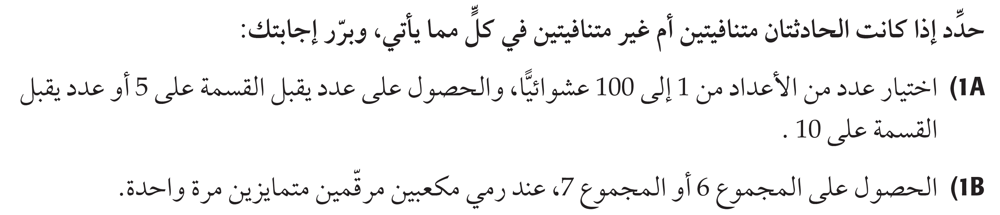 حدِّد إذا كانت الحادثتان متنافيتين أم غير متنافيتين في كلٍّ مما يأتي، وبرّر إجابتك:
1A) اختيار عدد من الأعداد من 1 إلى 100 عشوائيًّا، والحصول على عدد يقبل القسمة على 5 أو عدد يقبل
القسمة على 10 .
1B) الحصول على المجموع 6 أو المجموع 7، عند رمي مكعبين مرقّمين متمايزين مرة واحدة.